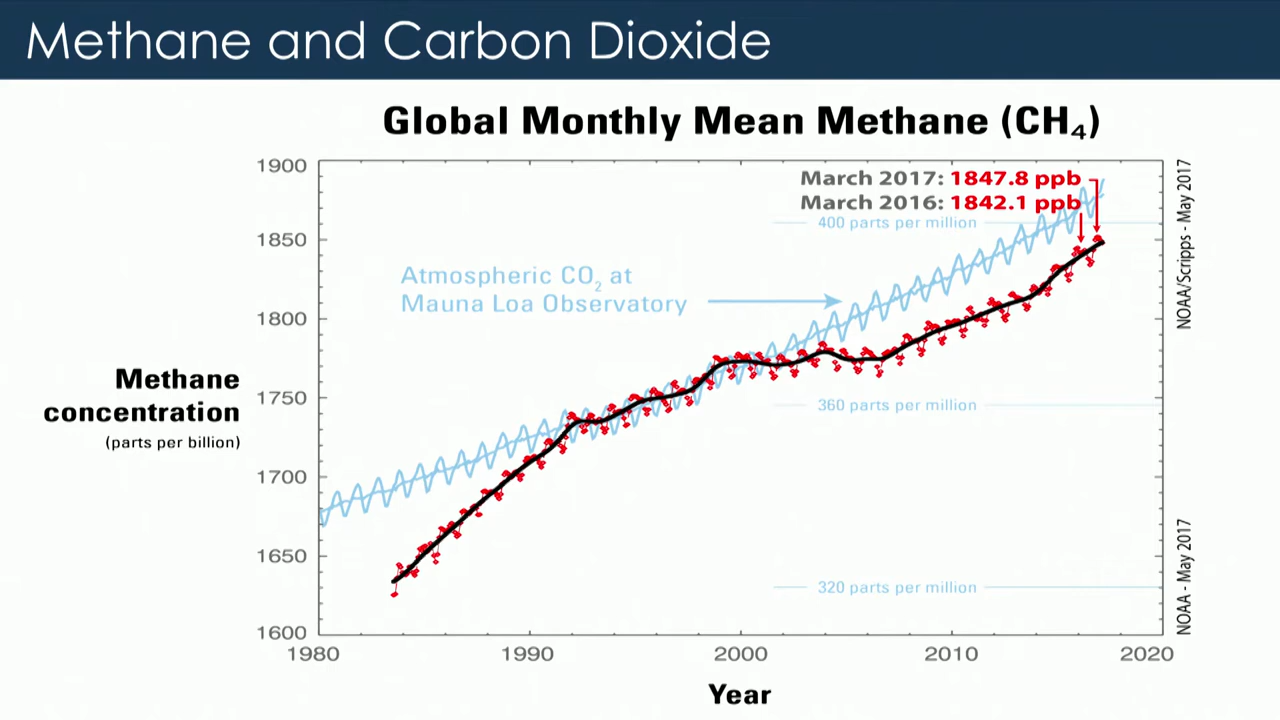 Methane and Carbon Dioxide
Global Monthly Mean Methane (CH₄)
1900
1850
1800
1750
1700
1650
1600
March 2017: 1847.8 ppb
March 2016: 1842.1 ppb
400 parts per million
Atmospheric CO₂ at
Mauna Loa Observatory
360 parts per million
320 parts per million
Methane
concentration
(parts per billion)
NOAA/Scripps - May 2017
NOAA - May 2017
1980
1990
2000
2010
2020
Year